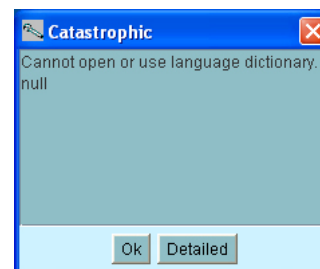 Catastrophic
Cannot open or use language dictionary.
null
Ok Detailed